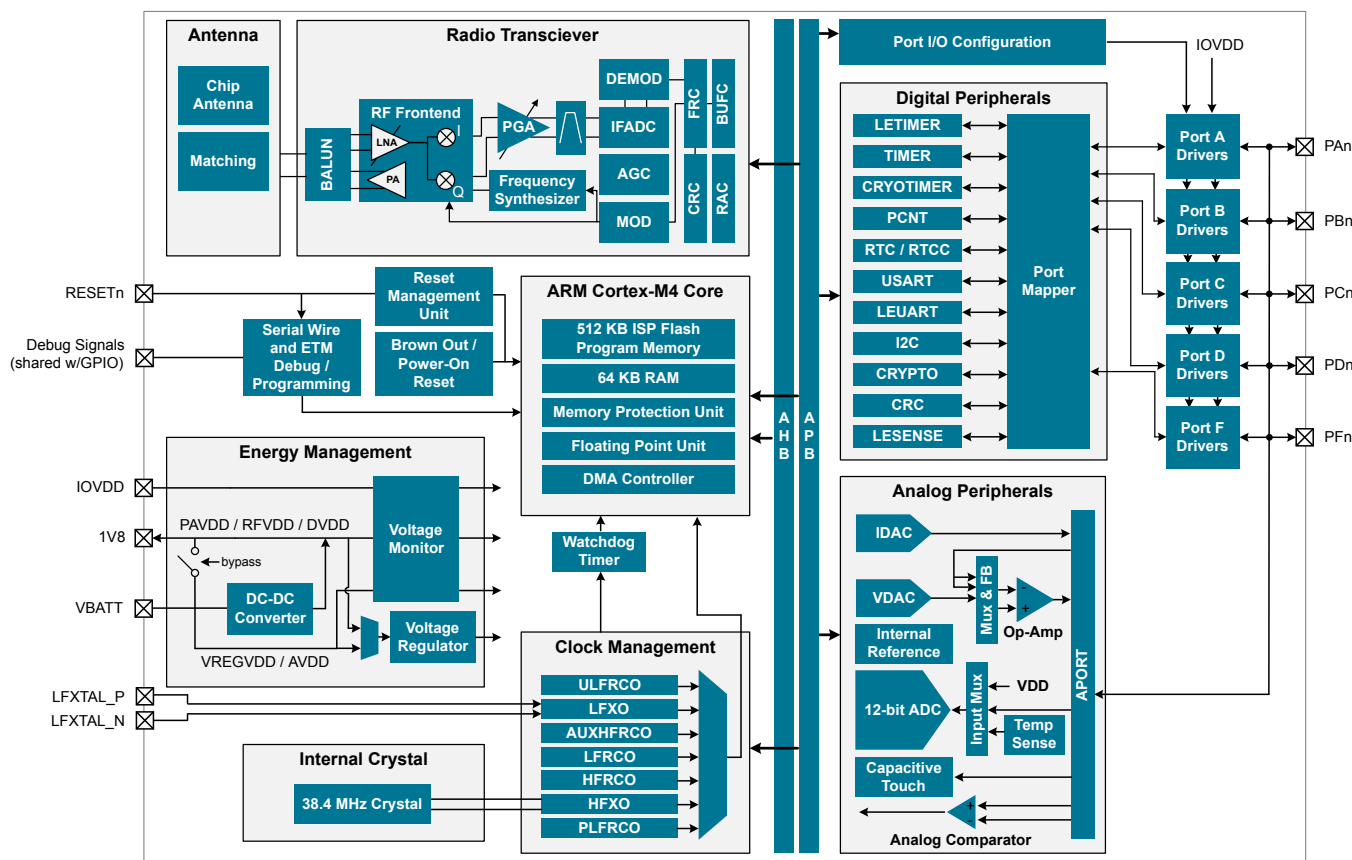 Antenna
Chip
Antenna
Matching
Radio Transciever
BALUN
RF Frontend
LNA
PA
I
Q
PGA
Frequency
Synthesizer
DEMOD
IFADC
AGC
MOD
FRC
BUFC
CRC
RAC
Port I/O Configuration
IOVDD
Digital Peripherals
LETIMER
TIMER
CRYOTIMER
PCNT
RTC / RTCC
USART
LEUART
I2C
CRYPTO
CRC
LESENSE
Port
Mapper
Port A
Drivers
Port B
Drivers
Port C
Drivers
Port D
Drivers
Port F
Drivers
PAn
PBn
PCn
PDn
PFn
RESETn
Debug Signals
(shared w/GPIO)
Serial Wire
and ETM
Debug /
Programming
Reset
Management
Unit
Brown Out /
Power-On
Reset
ARM Cortex-M4 Core
512 KB ISP Flash
Program Memory
64 KB RAM
Memory Protection Unit
Floating Point Unit
DMA Controller
AHB
APB
Energy Management
IOVDD
1V8
VBATT
PAVDD / RFVDD / DVDD
bypass
DC-DC
Converter
VREGVDD / AVDD
Voltage
Monitor
Voltage
Regulator
Watchdog
Timer
LFXTAL_P
LFXTAL_N
Clock Management
ULFRCO
LFXO
AUXHFRCO
LFRCO
HFRCO
HFXO
PLFRCO
Internal Crystal
38.4 MHz Crystal
Analog Peripherals
IDAC
VDAC
Mux & FB
-
+
Op-Amp
Internal
Reference
12-bit ADC
Input Mux
VDD
Temp
Sense
Capacitive
Touch
+
-
Analog Comparator
APORT